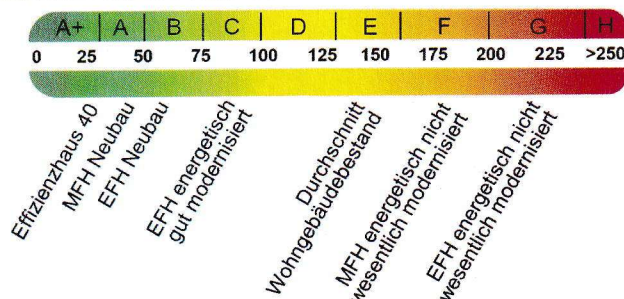 A+ A B C D E F G H
0 25 50 75 100 125 150 175 200 225 >250
Effizienzhaus 40
MFH Neubau
EFH Neubau
EFH energetisch
gut modernisiert
Durchschnitt
Wohngebäudebestand
MFH energetisch nicht
wesentlich modernisiert
EFH energetisch nicht
wesentlich modernisiert